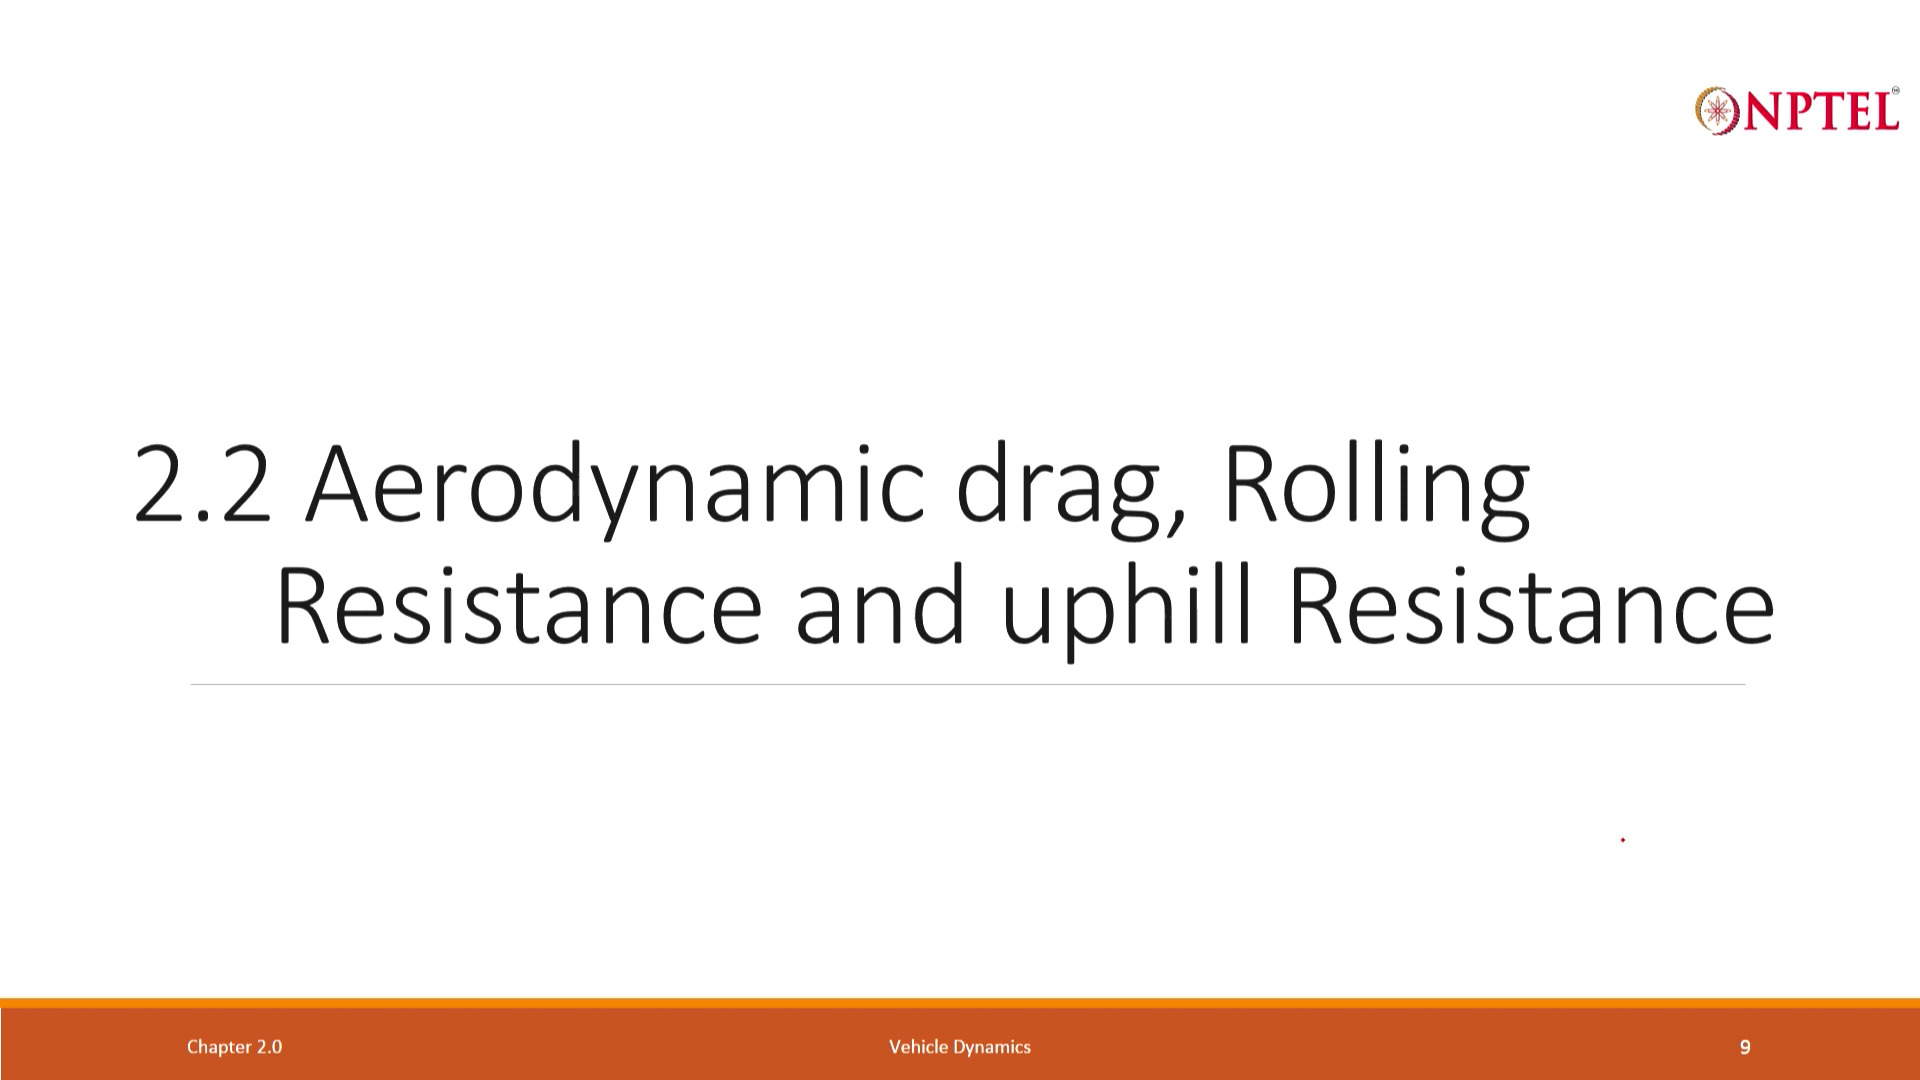 NPTEL
2.2 Aerodynamic drag, Rolling
Resistance and uphill Resistance
Chapter 2.0
Vehicle Dynamics
9